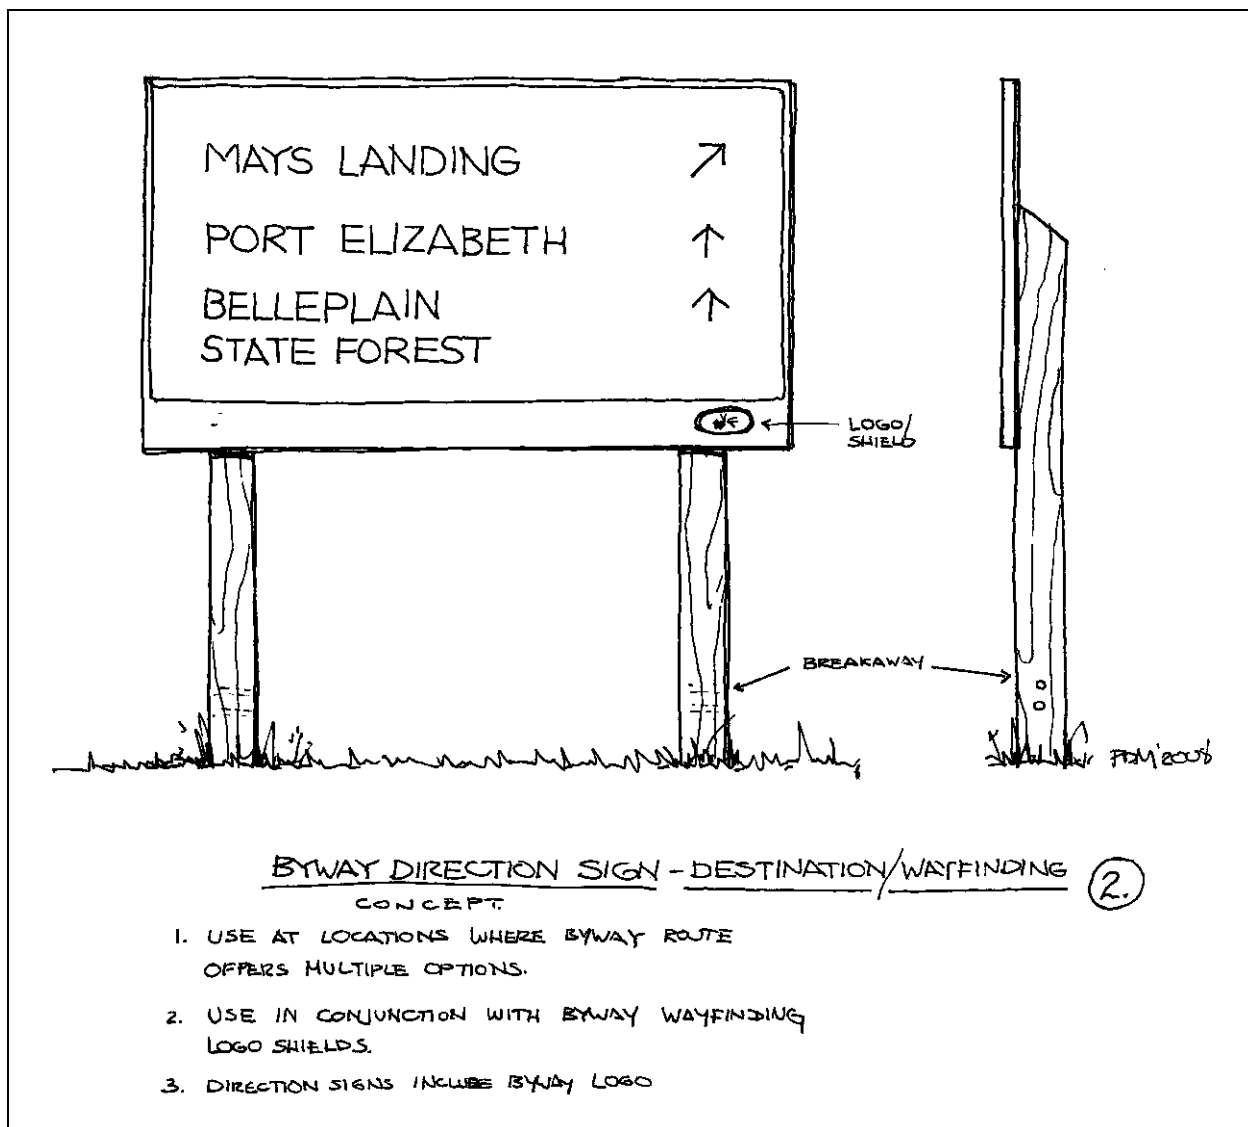 MAYS LANDING ↗
PORT ELIZABETH ↑
BELLEPLAIN ↑
STATE FOREST
LOGO/
SHIELD
BREAKAWAY
BYWAY DIRECTION SIGN - DESTINATION/WAYFINDING 2.
CONCEPT.
1. USE AT LOCATIONS WHERE BYWAY ROUTE
OFFERS MULTIPLE OPTIONS.
2. USE IN CONJUNCTION WITH BYWAY WAYFINDING
LOGO SHIELDS.
3. DIRECTION SIGNS INCLUDE BYWAY LOGO